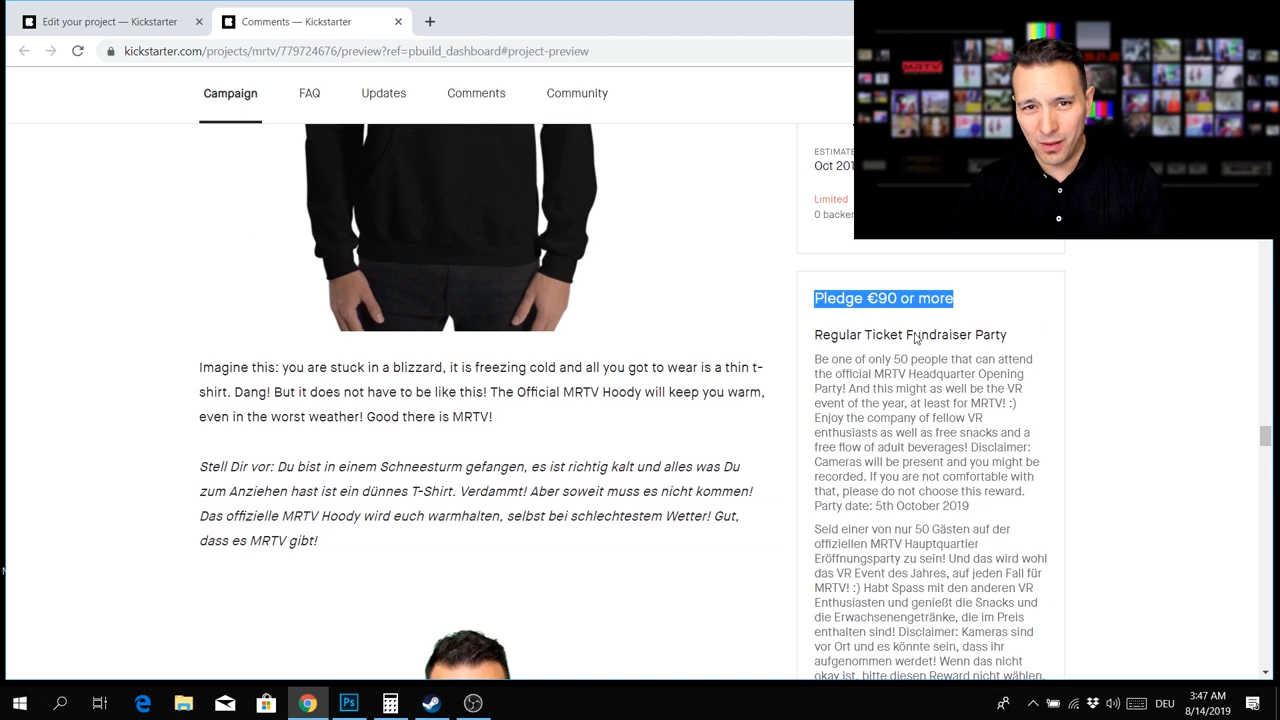 Edit your project — Kickstarter
Comments — Kickstarter
kickstarter.com/projects/mrtv/779724676/preview?ref=pbuild_dashboard#project-preview
MRTV
Campaign
FAQ
Updates
Comments
Community
ESTIMATE
Oct 201
Limited
0 backer
Imagine this: you are stuck in a blizzard, it is freezing cold and all you got to wear is a thin t-
shirt. Dang! But it does not have to be like this! The Official MRTV Hoody will keep you warm,
even in the worst weather! Good there is MRTV!
Stell Dir vor: Du bist in einem Schneesturm gefangen, es ist richtig kalt und alles was Du
zum Anziehen hast ist ein dünnes T-Shirt. Verdammt! Aber soweit muss es nicht kommen!
Das offizielle MRTV Hoody wird euch warmhalten, selbst bei schlechtestem Wetter! Gut,
dass es MRTV gibt!
Pledge €90 or more
Regular Ticket Fundraiser Party
Be one of only 50 people that can attend
the official MRTV Headquarter Opening
Party! And this might as well be the VR
event of the year, at least for MRTV! :)
Enjoy the company of fellow VR
enthusiasts as well as free snacks and a
free flow of adult beverages! Disclaimer:
Cameras will be present and you might be
recorded. If you are not comfortable with
that, please do not choose this reward.
Party date: 5th October 2019
Seid einer von nur 50 Gästen auf der
offiziellen MRTV Hauptquartier
Eröffnungsparty zu sein! Und das wird wohl
das VR Event des Jahres, auf jeden Fall für
MRTV! :) Habt Spass mit den anderen VR
Enthusiasten und genießt die Snacks und
die Erwachsenengetränke, die im Preis
enthalten sind! Disclaimer: Kameras sind
vor Ort und es könnte sein, dass ihr
aufgenommen werdet! Wenn das nicht
okay ist, bitte diesen Reward nicht wählen.
DEU
3:47 AM
8/14/2019